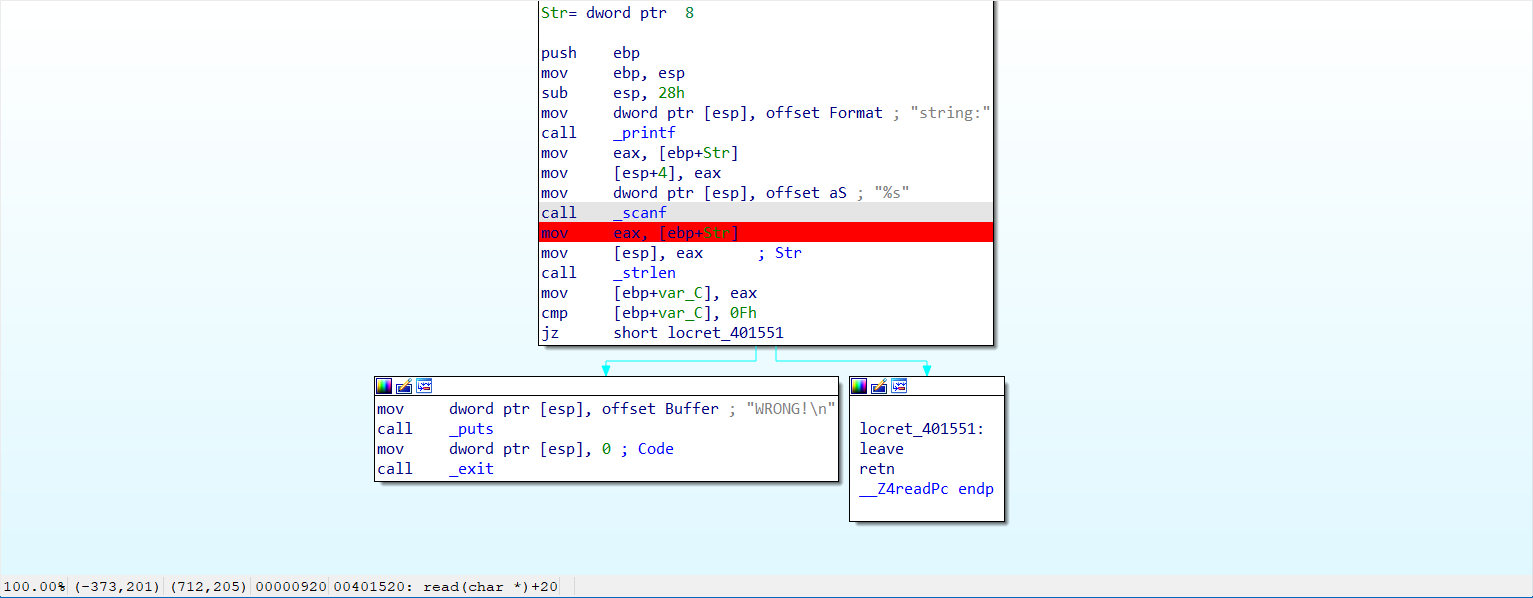 Str= dword ptr  8
push    ebp
mov     ebp, esp
sub     esp, 28h
mov     dword ptr [esp], offset Format ; "string:"
call    _printf
mov     eax, [ebp+Str]
mov     [esp+4], eax
mov     dword ptr [esp], offset aS ; "%s"
call    _scanf
mov     eax, [ebp+Str]
mov     [esp], eax      ; Str
call    _strlen
mov     [ebp+var_C], eax
cmp     [ebp+var_C], 0Fh
jz      short locret_401551
mov     dword ptr [esp], offset Buffer ; "WRONG!\n"
call    _puts
mov     dword ptr [esp], 0 ; Code
call    _exit
locret_401551:
leave
retn
__Z4readPc endp
100.00% (-373,201) (712,205) 00000920 00401520: read(char *)+20